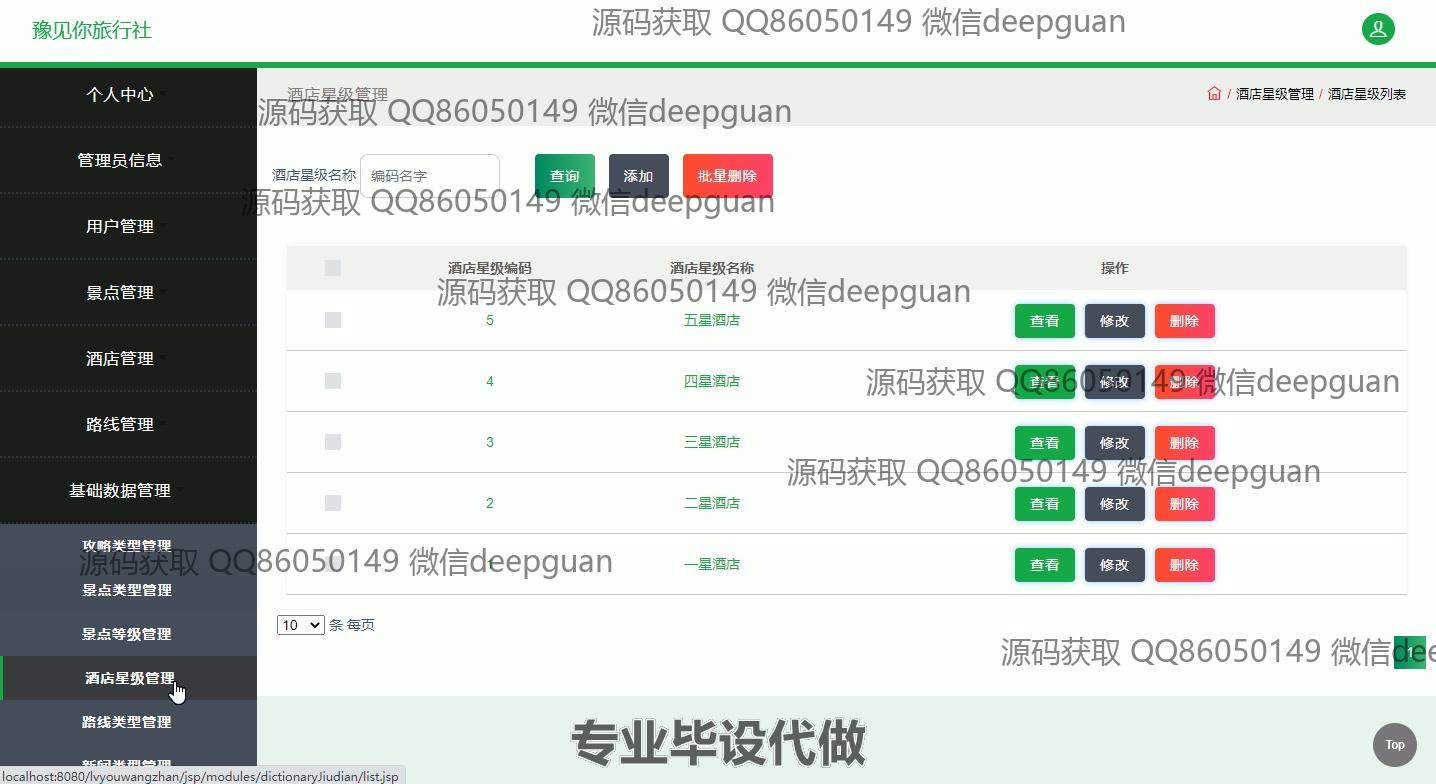 豫见你旅行社
源码获取 QQ86050149 微信deepguan
个人中心
酒店星级管理
/ 酒店星级管理 / 酒店星级列表
源码获取 QQ86050149 微信deepguan
管理员信息
酒店星级名称 编码名字 查询 添加 批量删除
源码获取 QQ86050149 微信deepguan
用户管理
酒店星级编码 酒店星级名称 操作
景点管理
源码获取 QQ86050149 微信deepguan
5 五星酒店 查看 修改 删除
酒店管理
4 四星酒店 查看 修改 删除
源码获取 QQ86050149 微信deepguan
路线管理
3 三星酒店 查看 修改 删除
源码获取 QQ86050149 微信deepguan
基础数据管理
2 二星酒店 查看 修改 删除
攻略类型管理
源码获取 QQ86050149 微信deepguan
1 一星酒店 查看 修改 删除
景点类型管理
10 条 每页
景点等级管理
源码获取 QQ86050149 微信dee
1
酒店星级管理
路线类型管理
专业毕设代做
Top
新闻类型管理
localhost:8080/lvyouwangzhan/jsp/modules/dictionaryJiudian/list.jsp